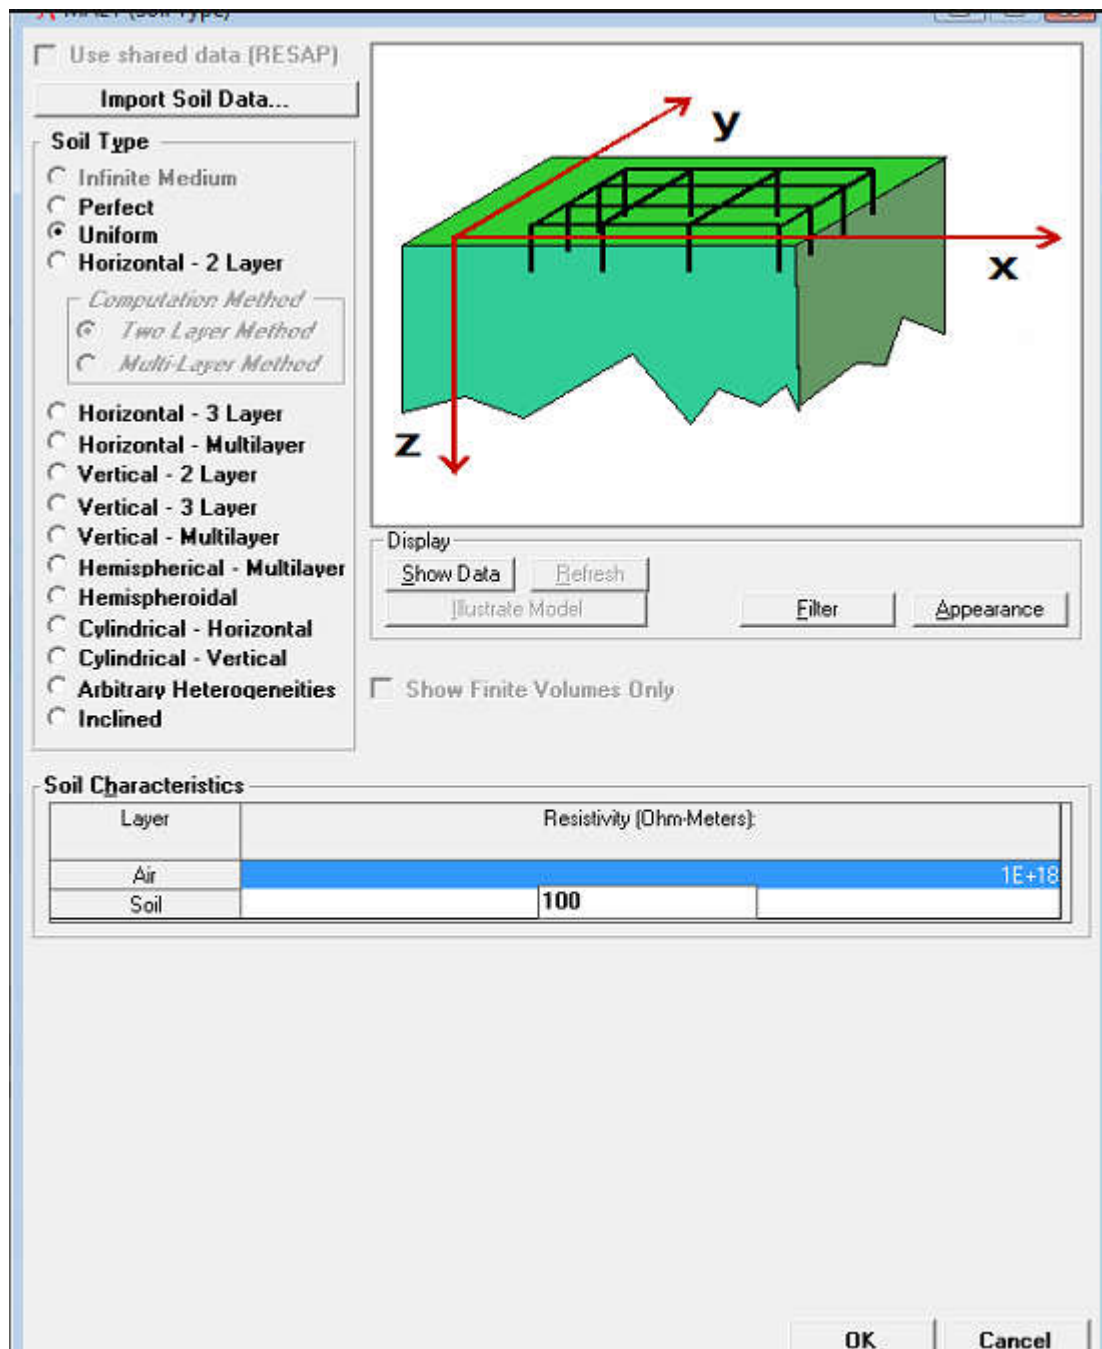 Use shared data (RESAP)
Import Soil Data...
Soil Type
Infinite Medium
Perfect
Uniform
Horizontal - 2 Layer
Computation Method
Two Layer Method
Multi-Layer Method
Horizontal - 3 Layer
Horizontal - Multilayer
Vertical - 2 Layer
Vertical - 3 Layer
Vertical - Multilayer
Hemispherical - Multilayer
Hemispheroidal
Cylindrical - Horizontal
Cylindrical - Vertical
Arbitrary Heterogeneities
Inclined
y
x
z
Display
Show Data Refresh
Illustrate Model Filter Appearance
Show Finite Volumes Only
Soil Characteristics
Layer Resistivity (Ohm-Meters):
Air 1E+18
Soil 100
OK Cancel